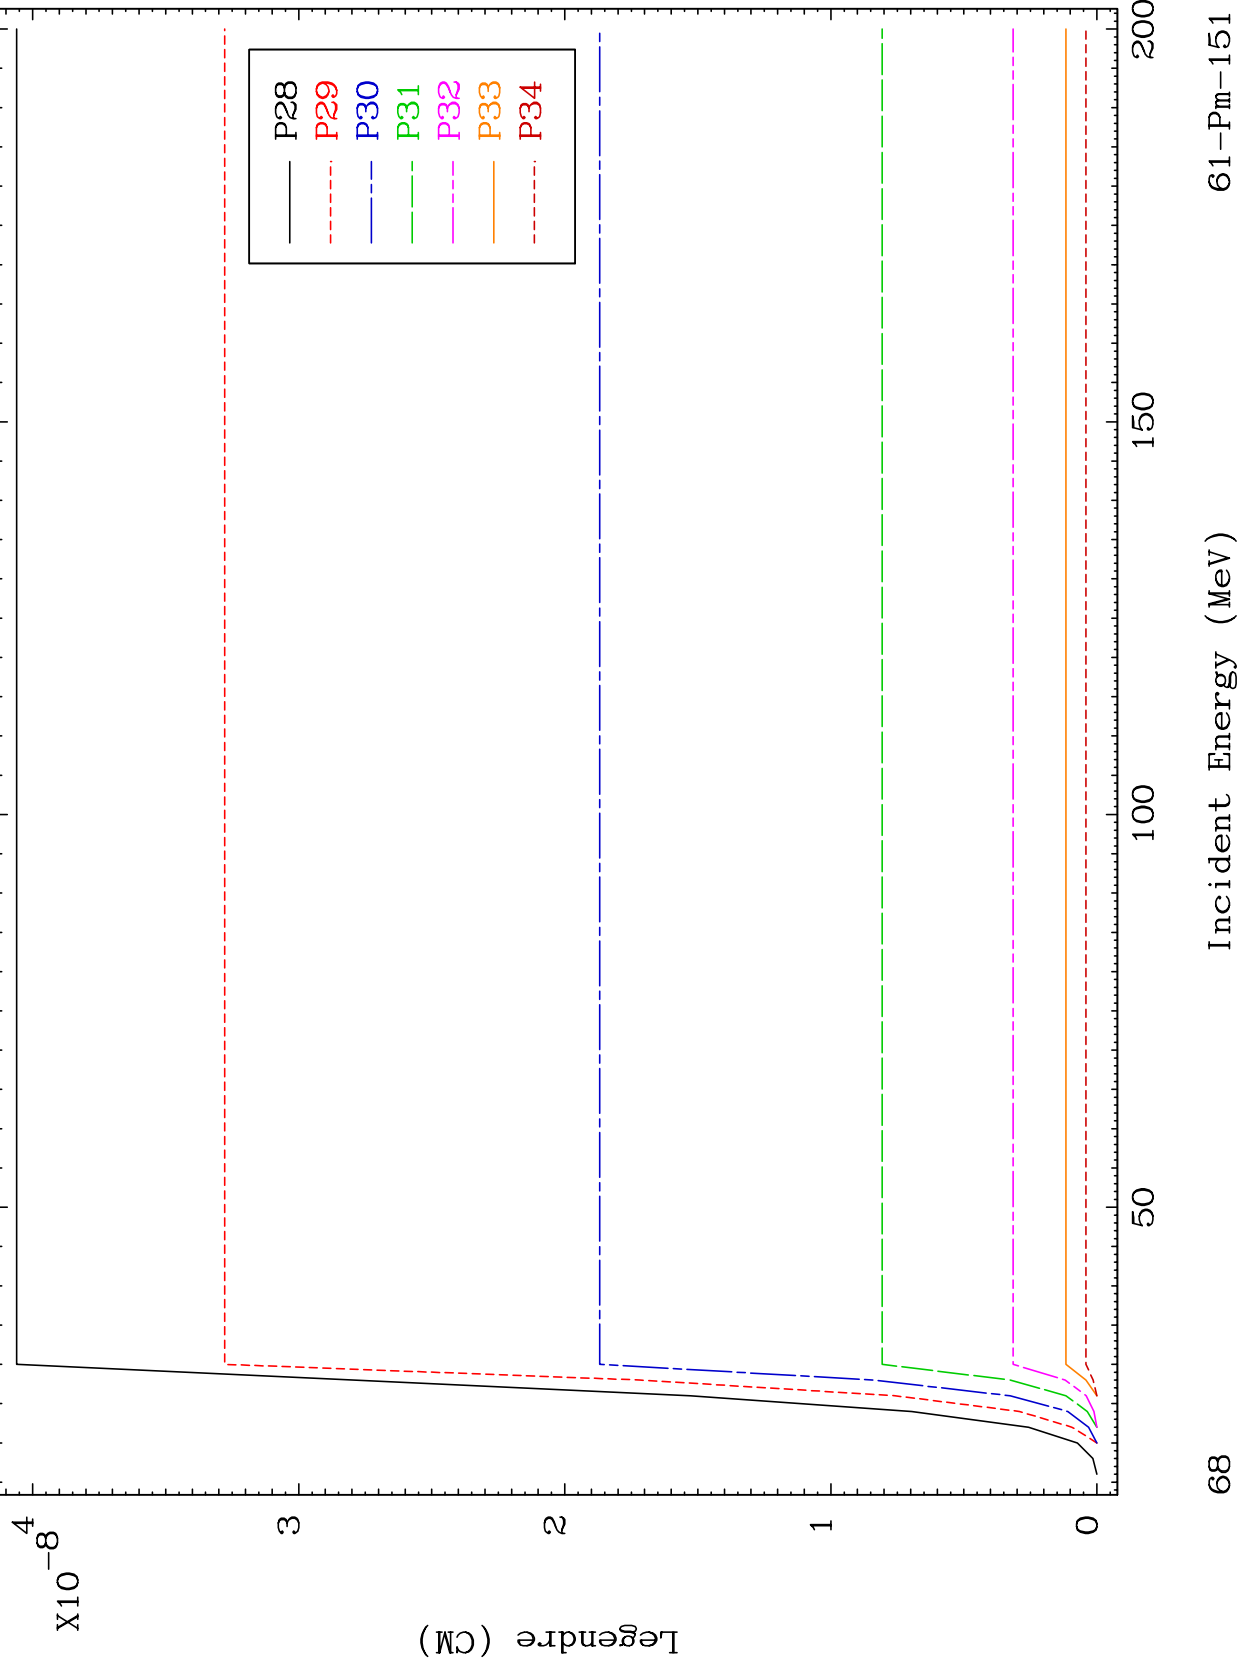 X10-8
4
3
2
1
0
Legendre (CM)
P28
P29
P30
P31
P32
P33
P34
50
100
150
200
68
Incident Energy (MeV)
61-Pm-151